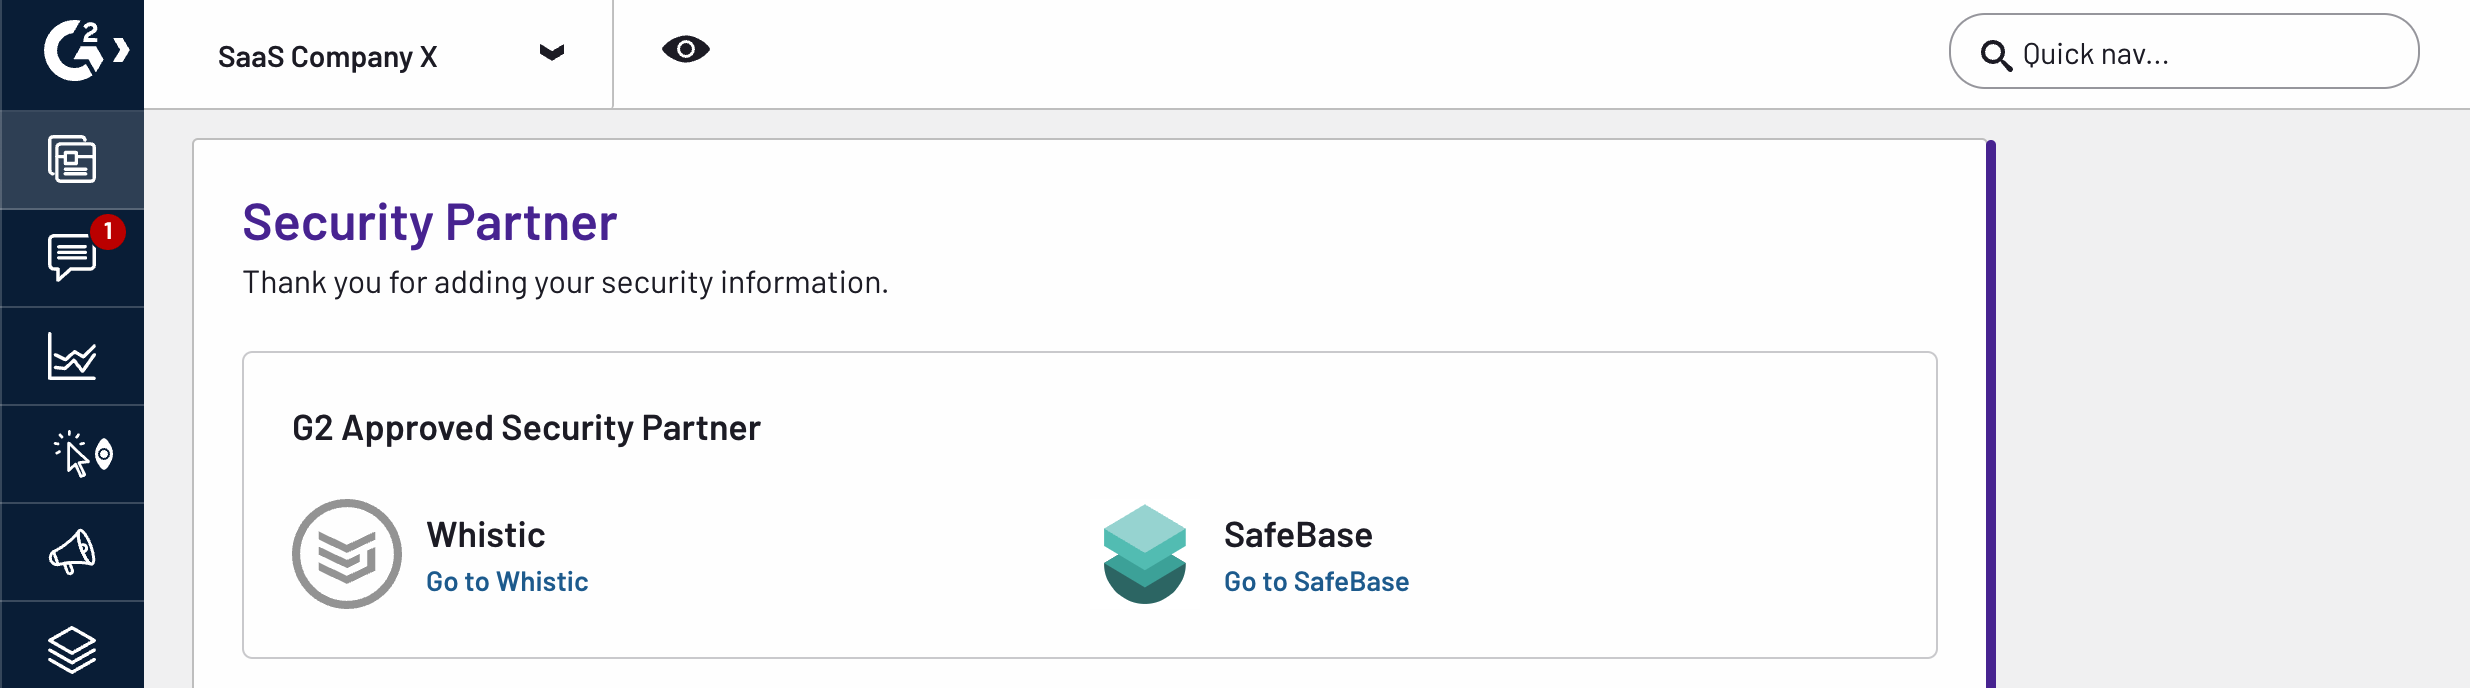 G2
SaaS Company X
Quick nav...
1
Security Partner
Thank you for adding your security information.
G2 Approved Security Partner
Whistic
Go to Whistic
SafeBase
Go to SafeBase